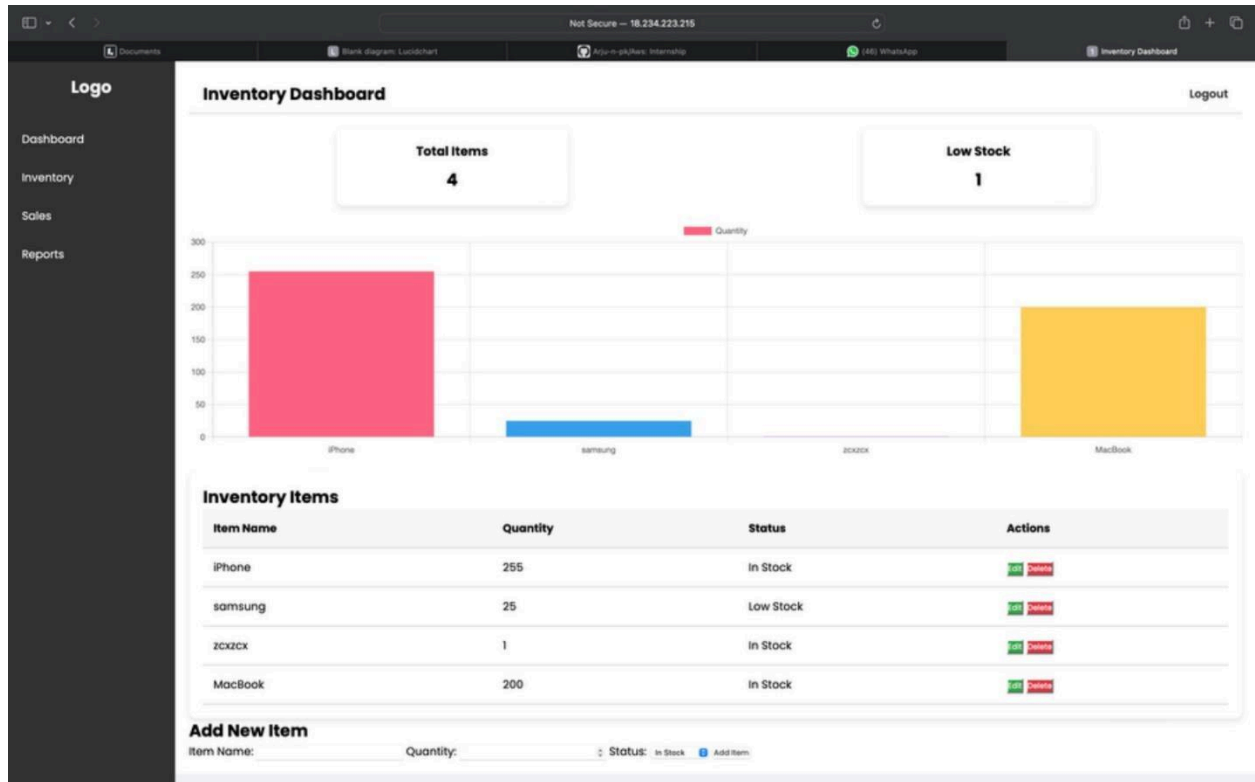 Not Secure — 18.234.223.215
Documents
Blank diagram: Lucidchart
Arju-n-pk/Aws: Internship
(46) WhatsApp
Inventory Dashboard
Logo
Inventory Dashboard
Logout
Dashboard
Inventory
Sales
Reports
Total Items
4
Low Stock
1
Quantity
300
250
200
150
100
50
0
iPhone
samsung
zcxzcx
MacBook
Inventory Items
Item Name Quantity Status Actions
iPhone 255 In Stock Edit Delete
samsung 25 Low Stock Edit Delete
zcxzcx 1 In Stock Edit Delete
MacBook 200 In Stock Edit Delete
Add New Item
Item Name: Quantity: Status: In Stock Add Item